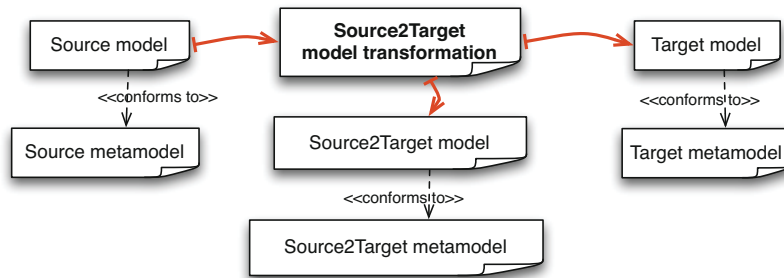 Source model
Source2Target
model transformation
Target model
<<conforms to>>
<<conforms to>>
Source metamodel
Source2Target model
Target metamodel
<<conforms to>>
Source2Target metamodel